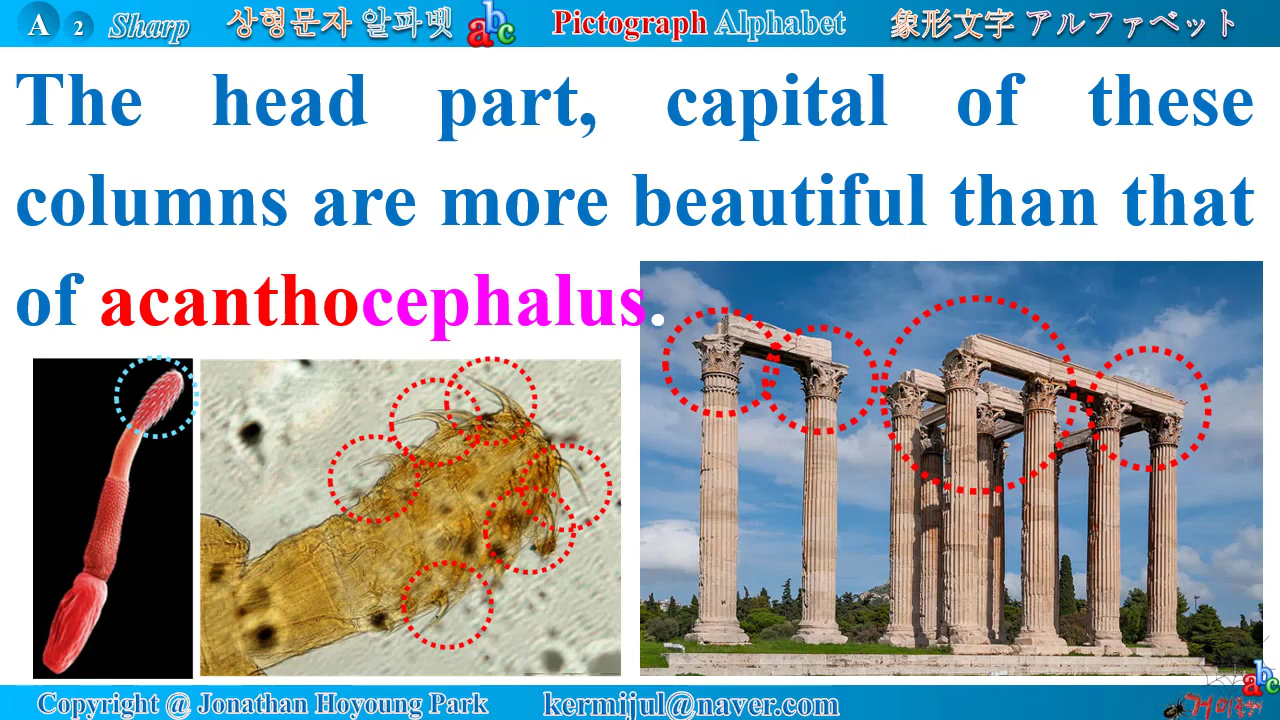 A 2 Sharp 상형문자 알파벳 abc Pictograph Alphabet 象形文字 アルファベット
The head part, capital of these
columns are more beautiful than that
of acanthocephalus.
abc
Copyright @ Jonathan Hoyoung Park kermijul@naver.com